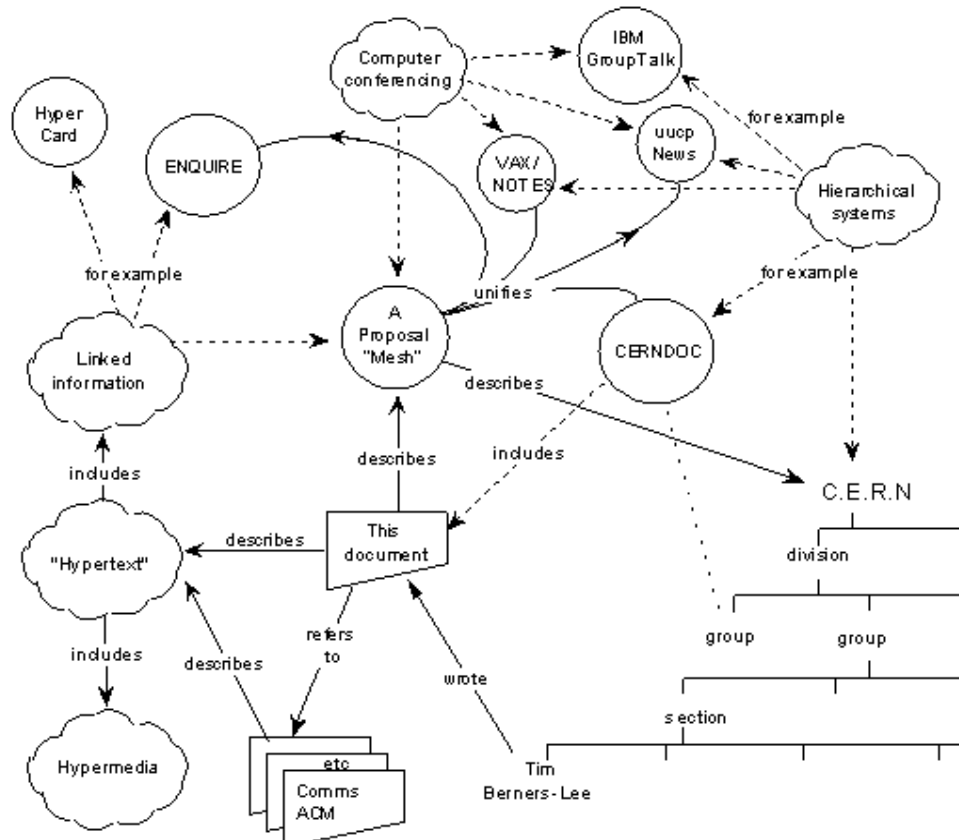 IBM
GroupTalk
Computer
conferencing
Hyper
Card
for example
uucp
News
ENQUIRE
VAX/
NOTES
Hierarchical
systems
for example
for example
unifies
A
Proposal
"Mesh"
CERNDOC
Linked
information
describes
includes
describes
includes
C.E.R.N
This
document
describes
"Hypertext"
division
refers
to
group
group
includes
describes
wrote
section
Hypermedia
etc
Comms
ACM
Tim
Berners-Lee